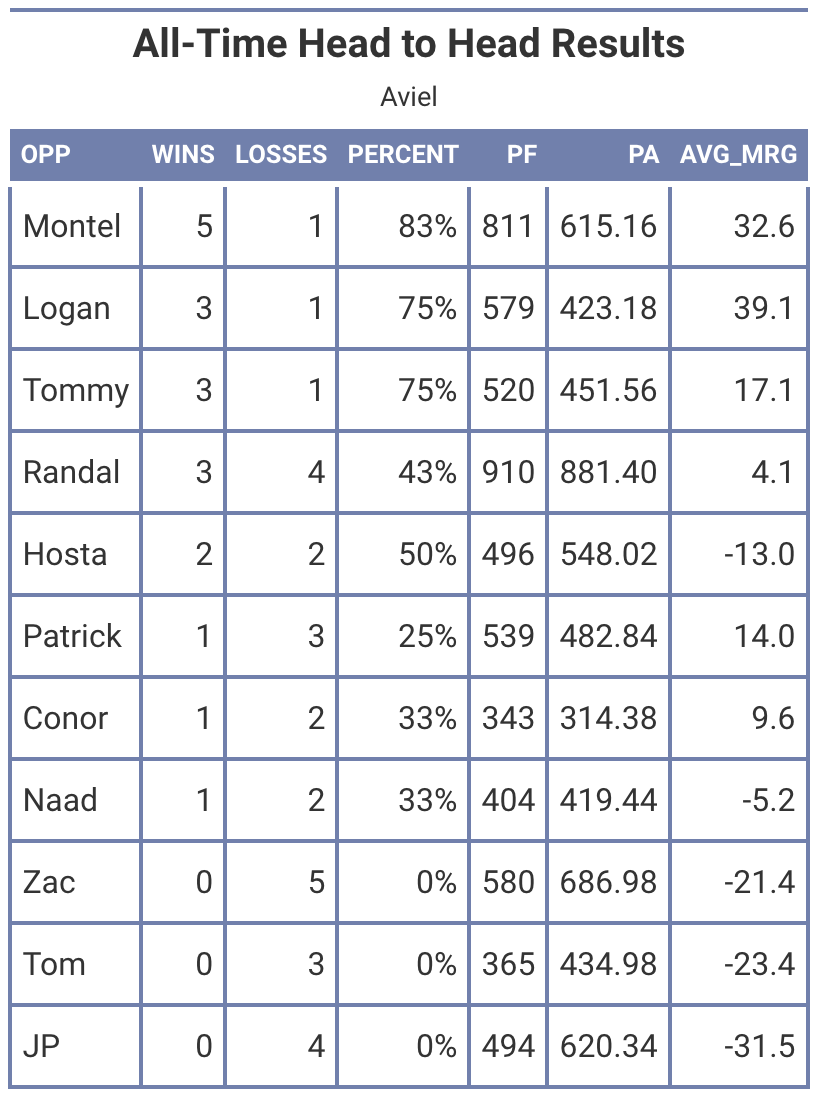 All-Time Head to Head Results
Aviel
OPP WINS LOSSES PERCENT PF PA AVG_MRG
Montel 5 1 83% 811 615.16 32.6
Logan 3 1 75% 579 423.18 39.1
Tommy 3 1 75% 520 451.56 17.1
Randal 3 4 43% 910 881.40 4.1
Hosta 2 2 50% 496 548.02 -13.0
Patrick 1 3 25% 539 482.84 14.0
Conor 1 2 33% 343 314.38 9.6
Naad 1 2 33% 404 419.44 -5.2
Zac 0 5 0% 580 686.98 -21.4
Tom 0 3 0% 365 434.98 -23.4
JP 0 4 0% 494 620.34 -31.5